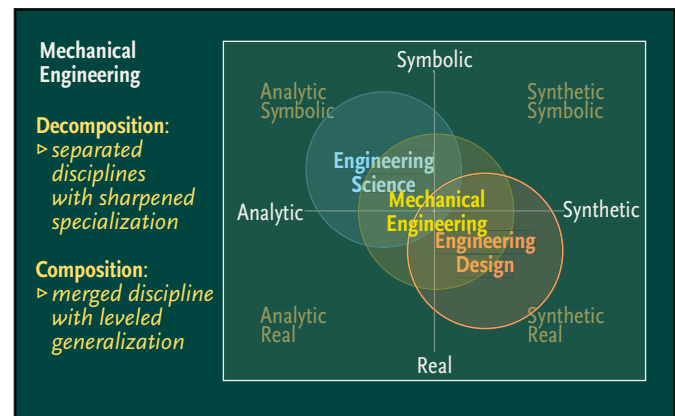 Mechanical
Engineering
Decomposition:
▹ separated
disciplines
with sharpened
specialization
Composition:
▹ merged discipline
with leveled
generalization
Symbolic
Analytic
Symbolic
Synthetic
Symbolic
Engineering
Science
Analytic
Mechanical
Engineering
Synthetic
Engineering
Design
Analytic
Real
Synthetic
Real
Real